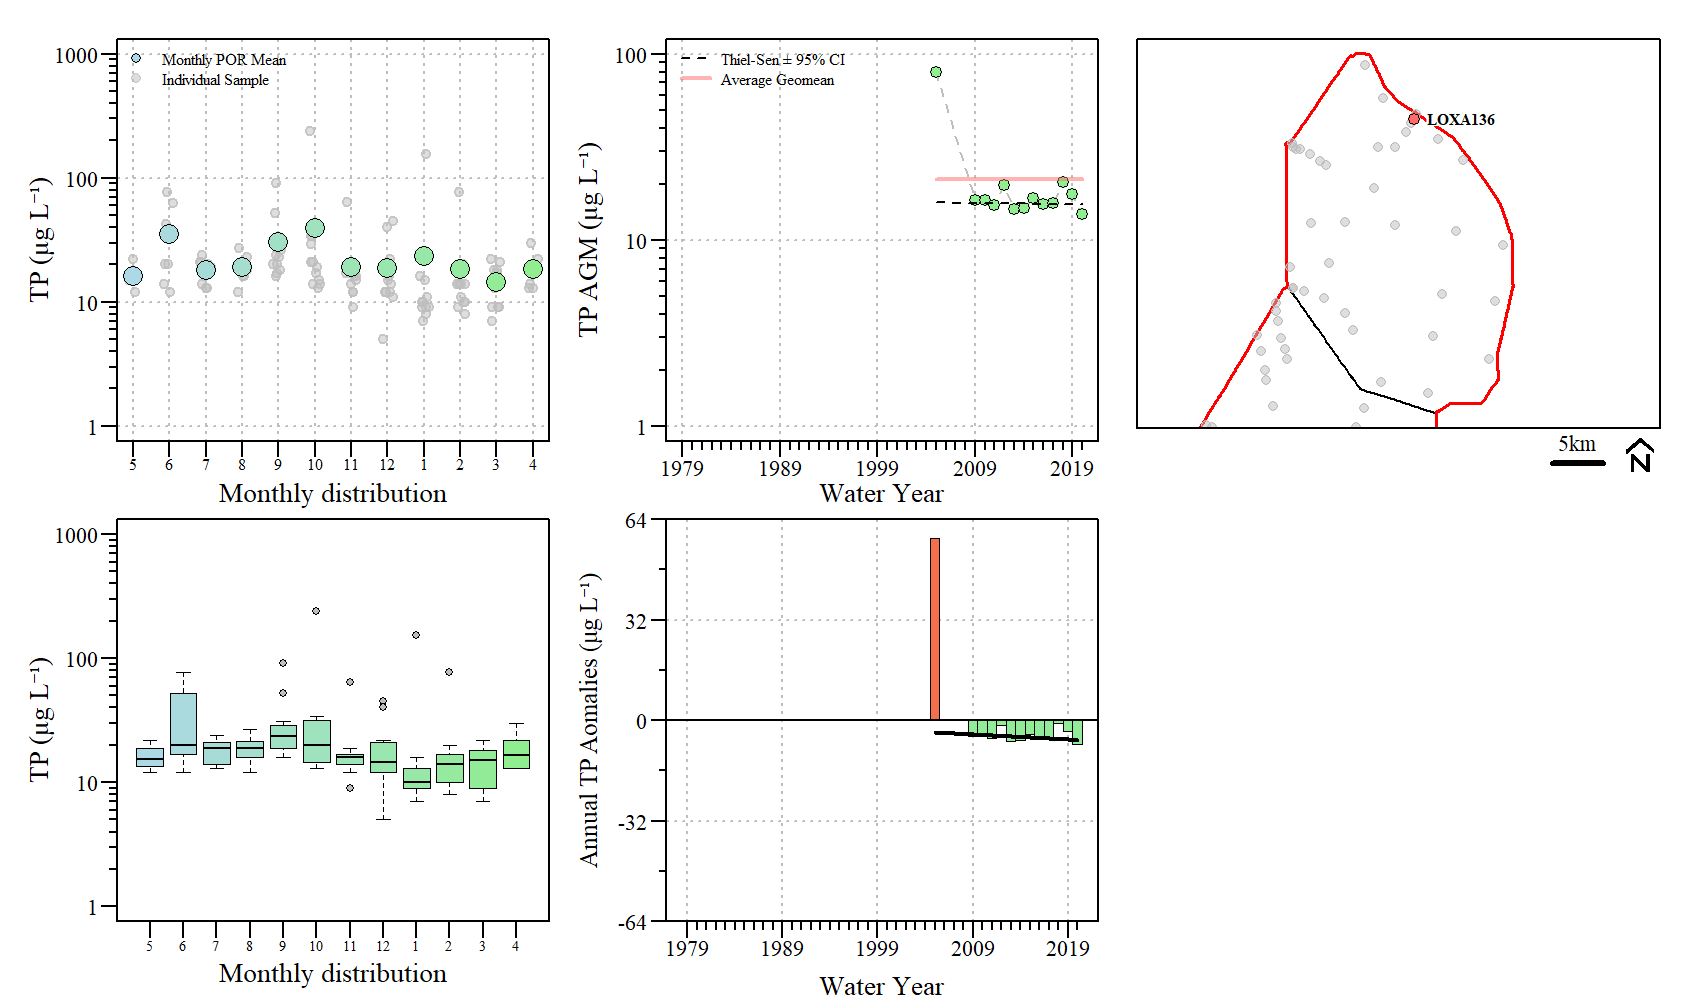 1000
100
10
1
TP (µg L⁻¹)
Monthly POR Mean
Individual Sample
5 6 7 8 9 10 11 12 1 2 3 4
Monthly distribution
100
10
1
TP AGM (µg L⁻¹)
Thiel-Sen ± 95% CI
Average Geomean
1979 1989 1999 2009 2019
Water Year
LOXA136
5km
N
1000
100
10
1
TP (µg L⁻¹)
5 6 7 8 9 10 11 12 1 2 3 4
Monthly distribution
64
32
0
-32
-64
Annual TP Aomalies (µg L⁻¹)
1979 1989 1999 2009 2019
Water Year